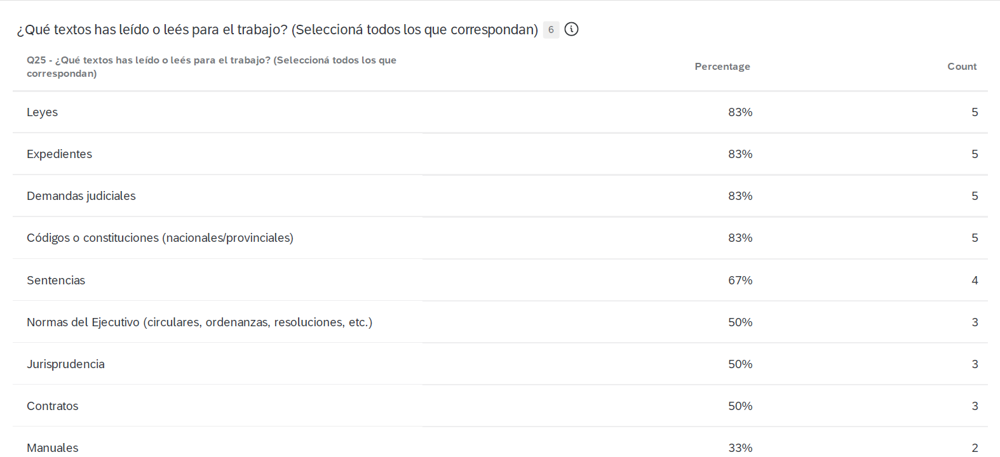 ¿Qué textos has leído o leés para el trabajo? (Seleccioná todos los que correspondan) 6
Q25 - ¿Qué textos has leído o leés para el trabajo? (Seleccioná todos los que
correspondan)
Percentage
Count
Leyes 83% 5
Expedientes 83% 5
Demandas judiciales 83% 5
Códigos o constituciones (nacionales/provinciales) 83% 5
Sentencias 67% 4
Normas del Ejecutivo (circulares, ordenanzas, resoluciones, etc.) 50% 3
Jurisprudencia 50% 3
Contratos 50% 3
Manuales 33% 2